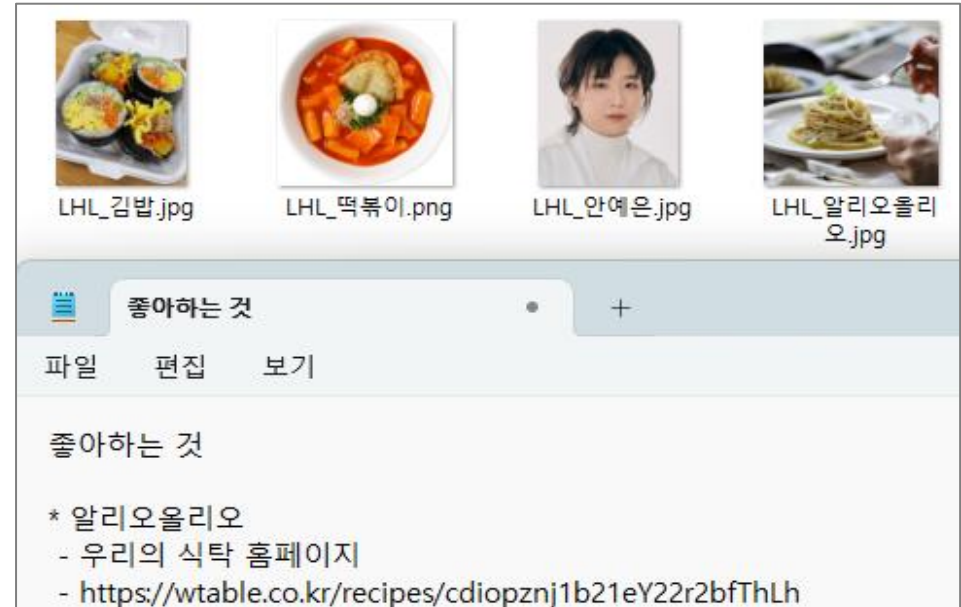 LHL_김밥.jpg
LHL_떡볶이.png
LHL_안예은.jpg
LHL_알리오올리
오.jpg
좋아하는 것
파일 편집 보기
좋아하는 것
* 알리오올리오
- 우리의 식탁 홈페이지
- https://wtable.co.kr/recipes/cdiopznj1b21eY22r2bfThLh